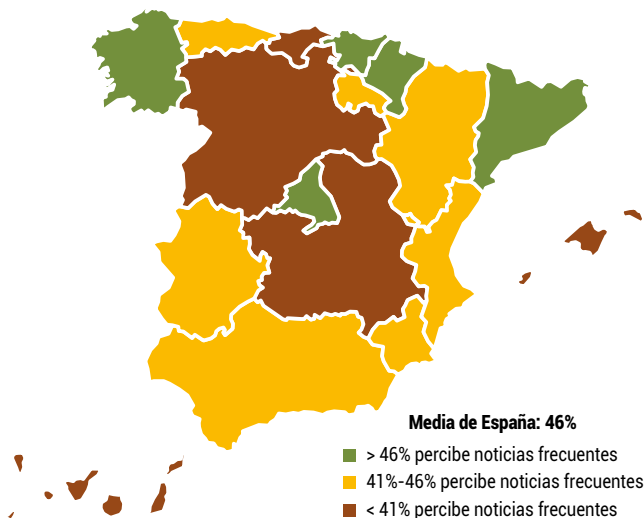 Media de España: 46%
> 46% percibe noticias frecuentes
41%-46% percibe noticias frecuentes
< 41% percibe noticias frecuentes